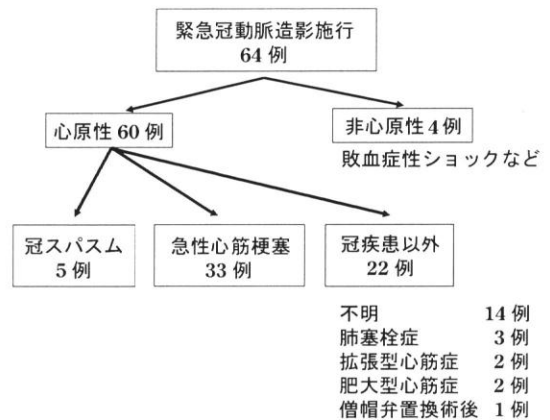 緊急冠動脈造影施行
64 例
心原性 60 例
非心原性 4 例
敗血症性ショックなど
冠スパスム
5 例
急性心筋梗塞
33 例
冠疾患以外
22 例
不明 14 例
肺塞栓症 3 例
拡張型心筋症 2 例
肥大型心筋症 2 例
僧帽弁置換術後 1 例